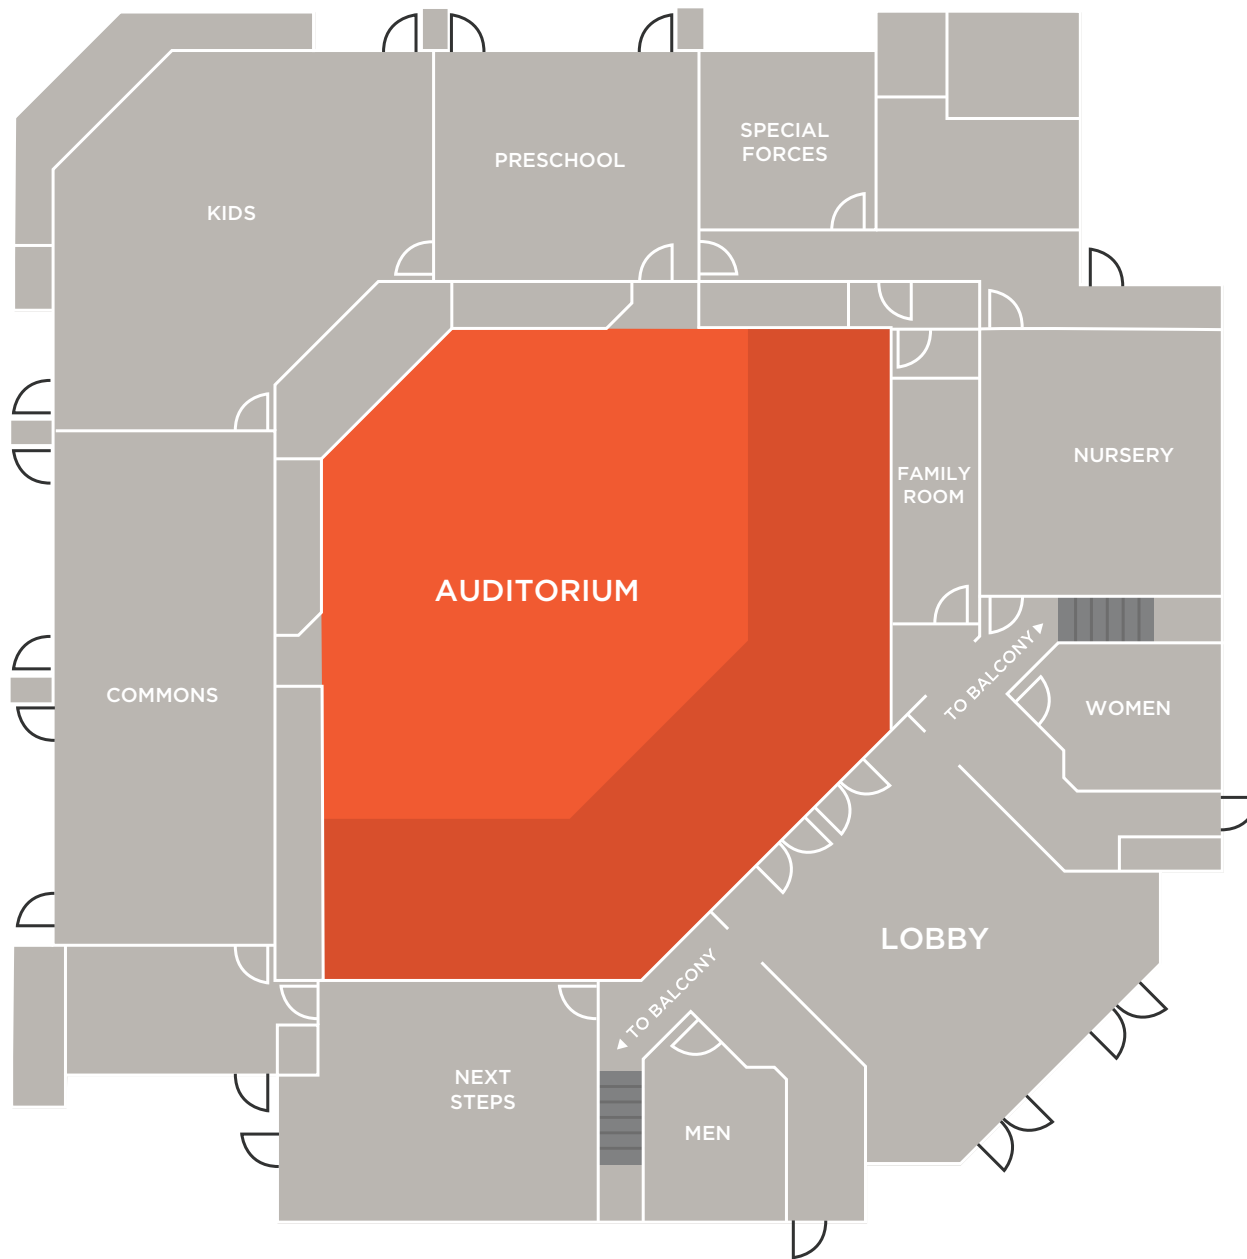 SPECIAL
FORCES
PRESCHOOL
KIDS
NURSERY
FAMILY
ROOM
AUDITORIUM
TO BALCONY
COMMONS
WOMEN
LOBBY
TO BALCONY
NEXT
STEPS
MEN